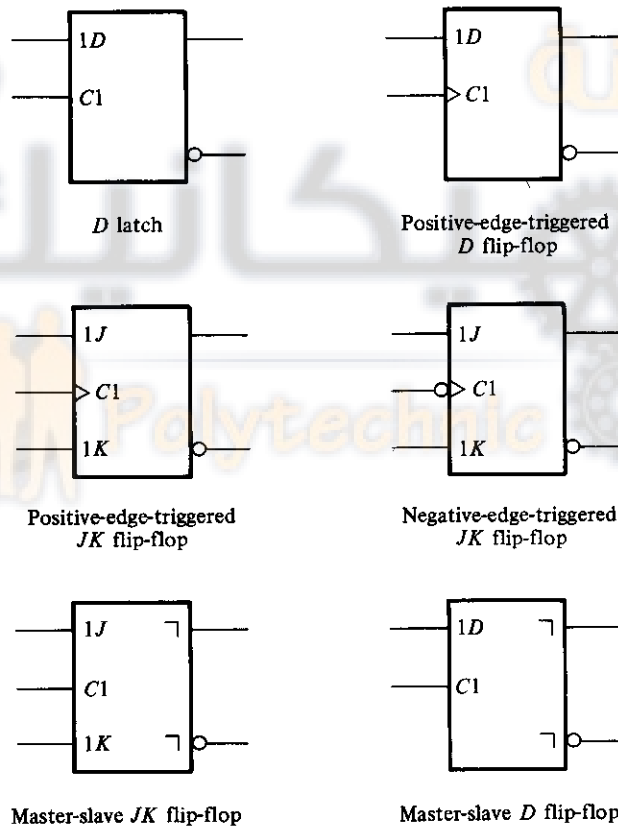 1D
C1
D latch
1D
C1
Positive-edge-triggered
D flip-flop
1J
C1
1K
Positive-edge-triggered
JK flip-flop
1J
C1
1K
Negative-edge-triggered
JK flip-flop
1J
C1
1K
Master-slave JK flip-flop
1D
C1
Master-slave D flip-flop
Polytechnic